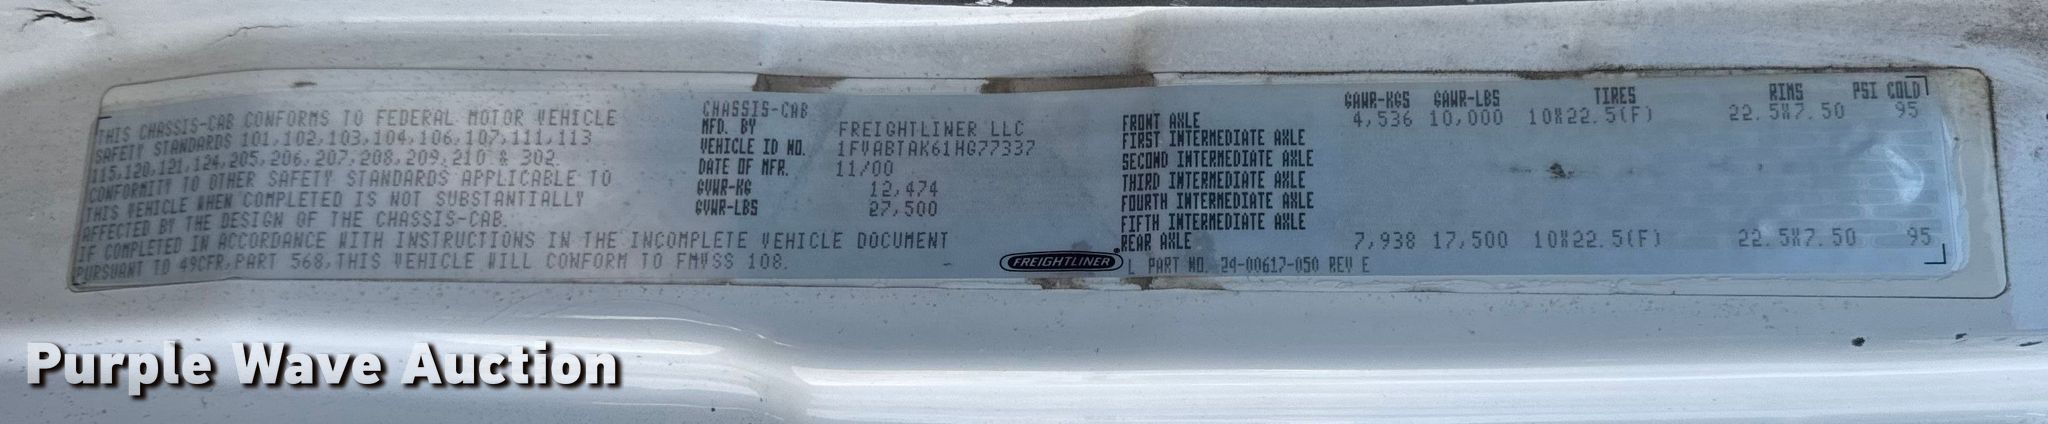 THIS CHASSIS-CAB CONFORMS TO FEDERAL MOTOR VEHICLE
SAFETY STANDARDS 101,102,103,104,106,107,111,113
115,120,121,124,205,206,207,208,209,210 & 302.
CONFORMITY TO OTHER SAFETY STANDARDS APPLICABLE TO
THIS VEHICLE WHEN COMPLETED IS NOT SUBSTANTIALLY
AFFECTED BY THE DESIGN OF THE CHASSIS-CAB.
IF COMPLETED IN ACCORDANCE WITH INSTRUCTIONS IN THE INCOMPLETE VEHICLE DOCUMENT
PURSUANT TO 49CFR,PART 568,THIS VEHICLE WILL CONFORM TO FMVSS 108.
CHASSIS-CAB
MFD. BY FREIGHTLINER LLC
VEHICLE ID NO. 1FVABTAK61HG77337
DATE OF MFR. 11/00
GVWR-KG 12,474
GVWR-LBS 27,500
FREIGHTLINER
GAWR-KGS GAWR-LBS TIRES RIMS PSI COLD
FRONT AXLE 4,536 10,000 10X22.5(F) 22.5X7.50 95
FIRST INTERMEDIATE AXLE
SECOND INTERMEDIATE AXLE
THIRD INTERMEDIATE AXLE
FOURTH INTERMEDIATE AXLE
FIFTH INTERMEDIATE AXLE
REAR AXLE 7,938 17,500 10X22.5(F) 22.5X7.50 95
PART NO. 24-00617-050 REV E
Purple Wave Auction